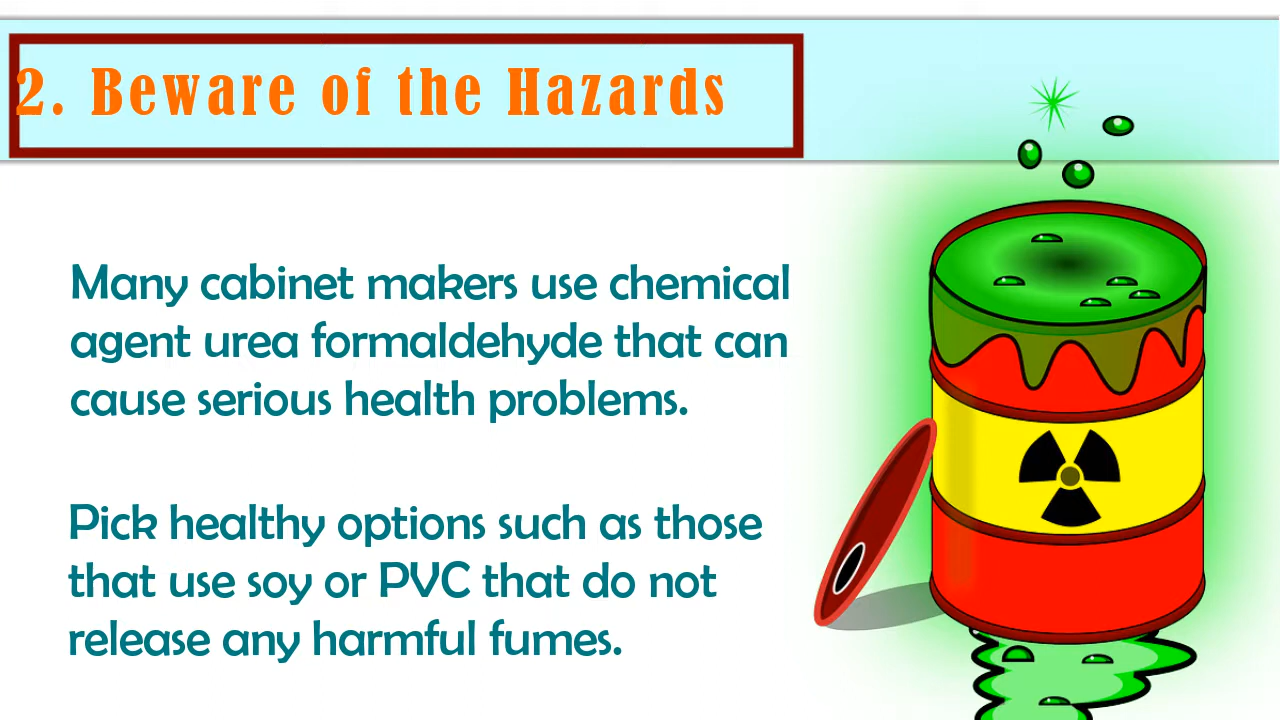 2. Beware of the Hazards
Many cabinet makers use chemical
agent urea formaldehyde that can
cause serious health problems.
Pick healthy options such as those
that use soy or PVC that do not
release any harmful fumes.